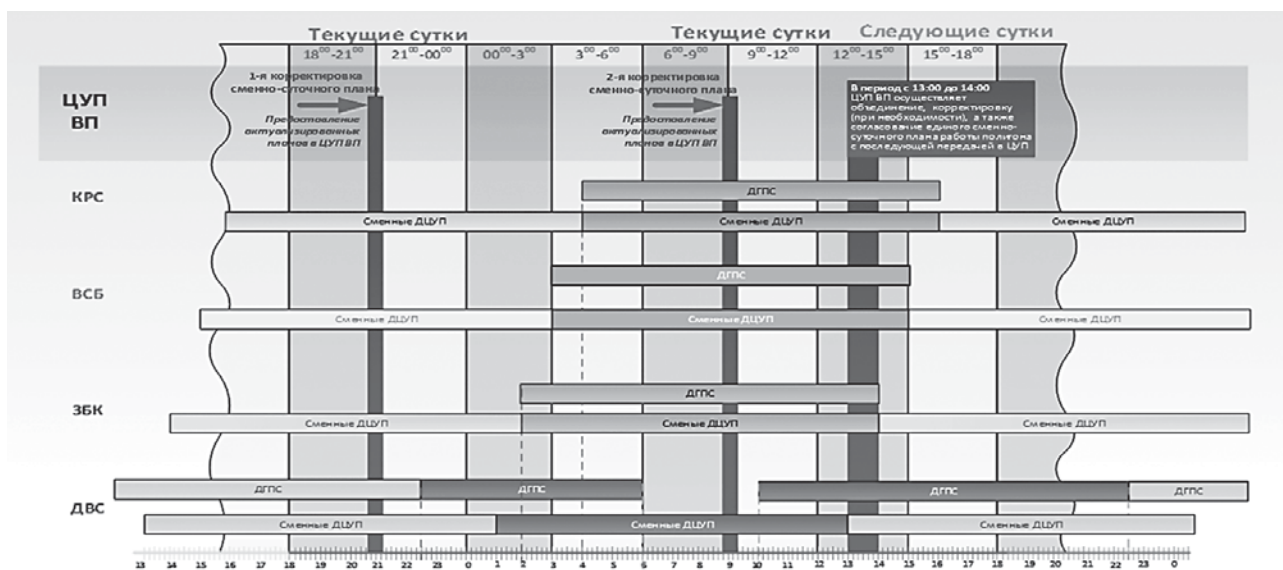 Текущие сутки
Текущие сутки
Следующие сутки
18⁰⁰-21⁰⁰
21⁰⁰-00⁰⁰
00⁰⁰-3⁰⁰
3⁰⁰-6⁰⁰
6⁰⁰-9⁰⁰
9⁰⁰-12⁰⁰
12⁰⁰-15⁰⁰
15⁰⁰-18⁰⁰
ЦУП
ВП
1-я корректировка
сменно-суточного плана
Предоставление
актуализированных
планов в ЦУП ВП
2-я корректировка
сменно-суточного плана
Предоставление
актуализированных
планов в ЦУП ВП
В период с 13:00 до 14:00
ЦУП ВП осуществляет
объединение, корректировку
(при необходимости), а также
согласование единого сменно-
суточного плана работы полигона
с последующей передачей в ЦУП
КРС
ДГПС
Сменные ДЦУП
Сменные ДЦУП
Сменные ДЦУП
ВСБ
ДГПС
Сменные ДЦУП
Сменные ДЦУП
Сменные ДЦУП
ЗБК
ДГПС
Сменные ДЦУП
Сменные ДЦУП
Сменные ДЦУП
ДВС
ДГПС
ДГПС
ДГПС
ДГПС
Сменные ДЦУП
Сменные ДЦУП
Сменные ДЦУП
13 14 15 16 17 18 19 20 21 22 23 0 1 2 3 4 5 6 7 8 9 10 11 12 13 14 15 16 17 18 19 20 21 22 23 0